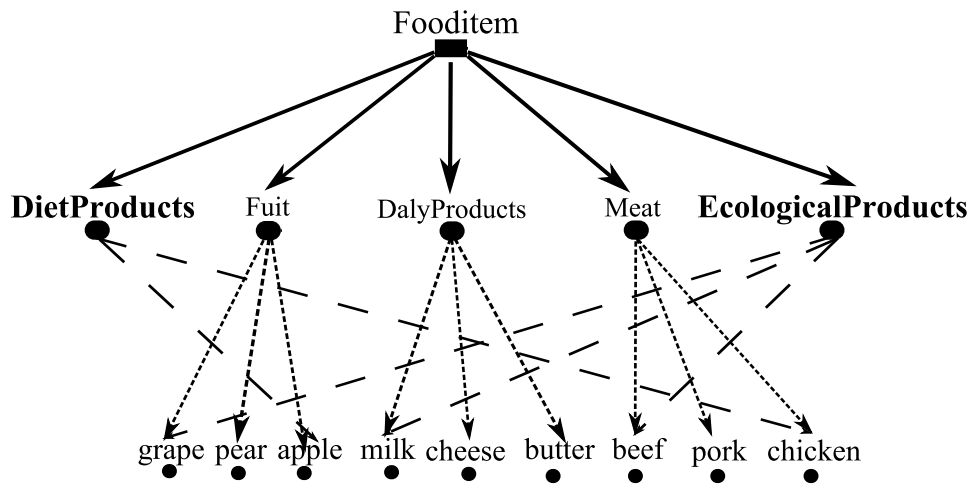 Fooditem
DietProducts Fuit DalyProducts Meat EcologicalProducts
grape pear apple milk cheese butter beef pork chicken